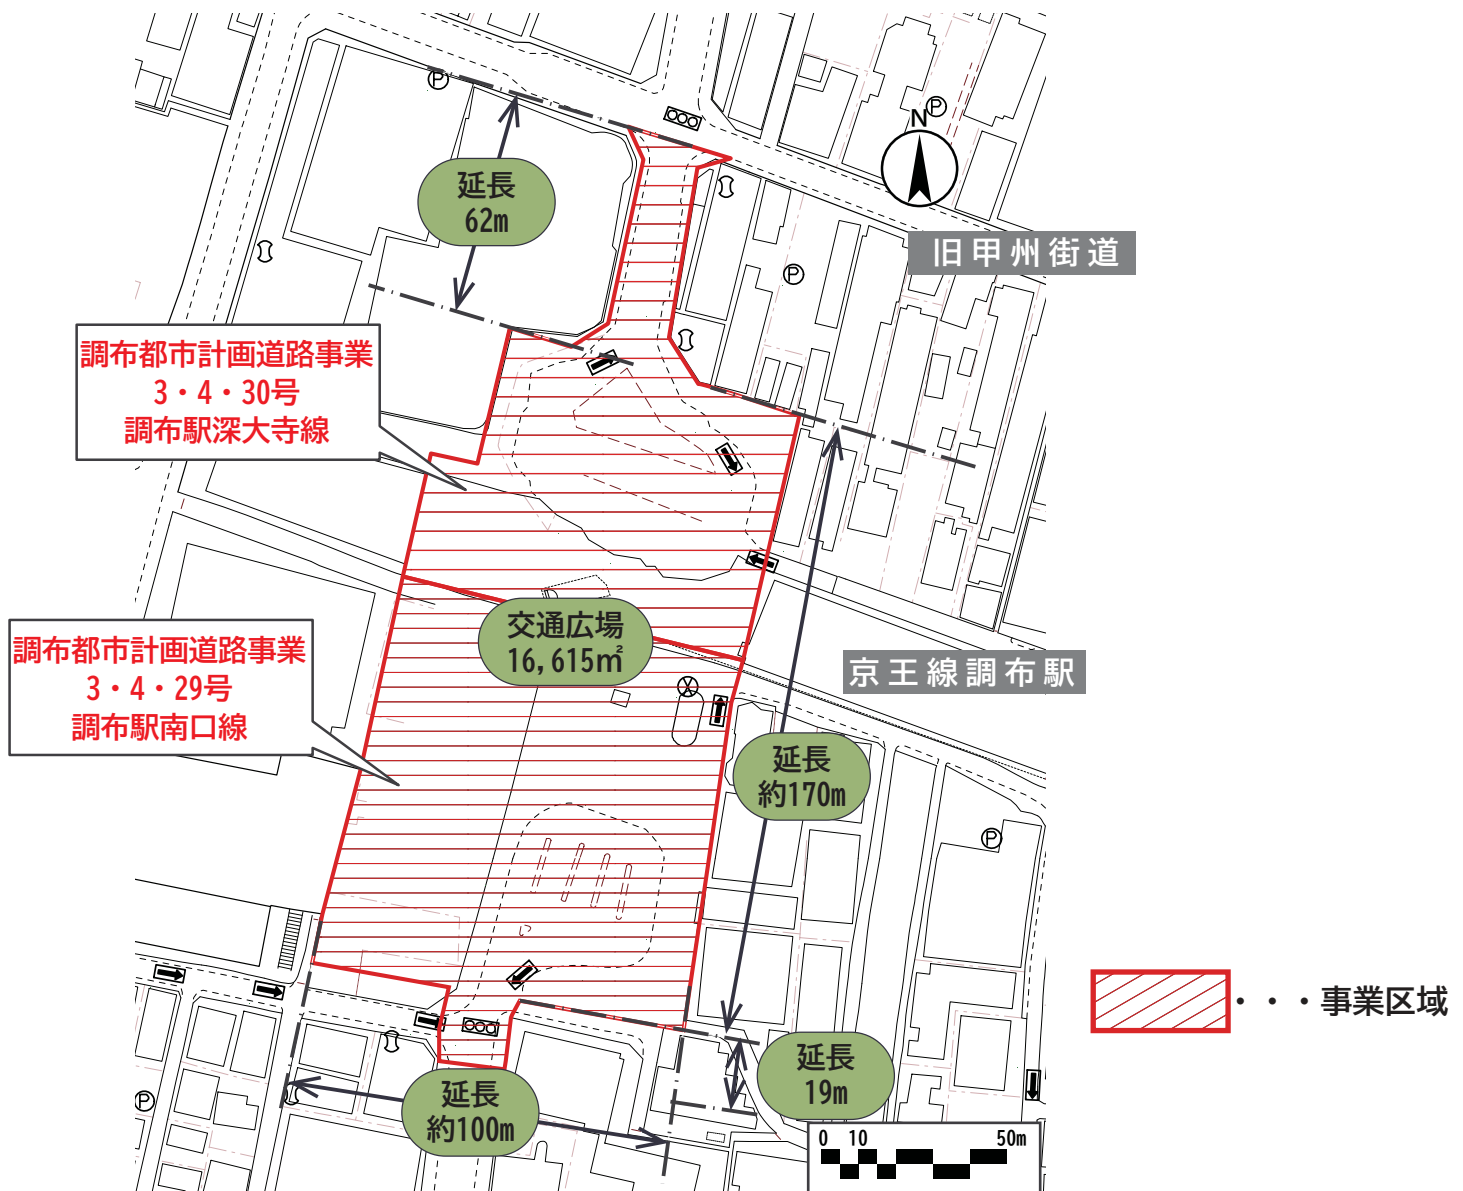 P
P
N
延長
62m
旧甲州街道
P
調布都市計画道路事業
3・4・30号
調布駅深大寺線
交通広場
16,615㎡
調布都市計画道路事業
3・4・29号
調布駅南口線
京王線調布駅
延長
約170m
P
・・・事業区域
延長
19m
P
延長
約100m
0 10 50m